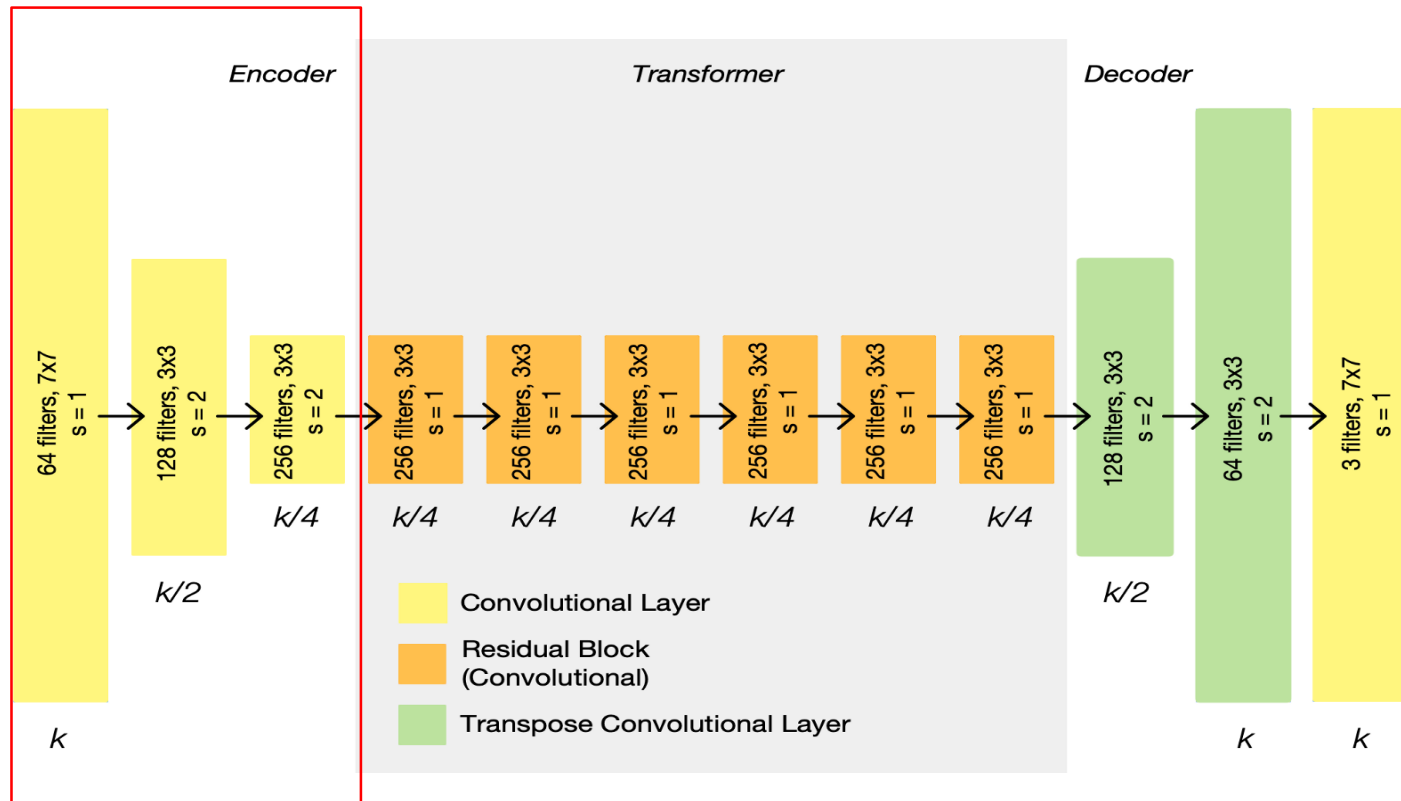 Encoder
Transformer
Decoder
64 filters, 7x7
s = 1
k
128 filters, 3x3
s = 2
k/2
256 filters, 3x3
s = 2
k/4
256 filters, 3x3
s = 1
k/4
256 filters, 3x3
s = 1
k/4
256 filters, 3x3
s = 1
k/4
256 filters, 3x3
s = 1
k/4
256 filters, 3x3
s = 1
k/4
256 filters, 3x3
s = 1
k/4
128 filters, 3x3
s = 2
k/2
64 filters, 3x3
s = 2
k
3 filters, 7x7
s = 1
k
Convolutional Layer
Residual Block
(Convolutional)
Transpose Convolutional Layer